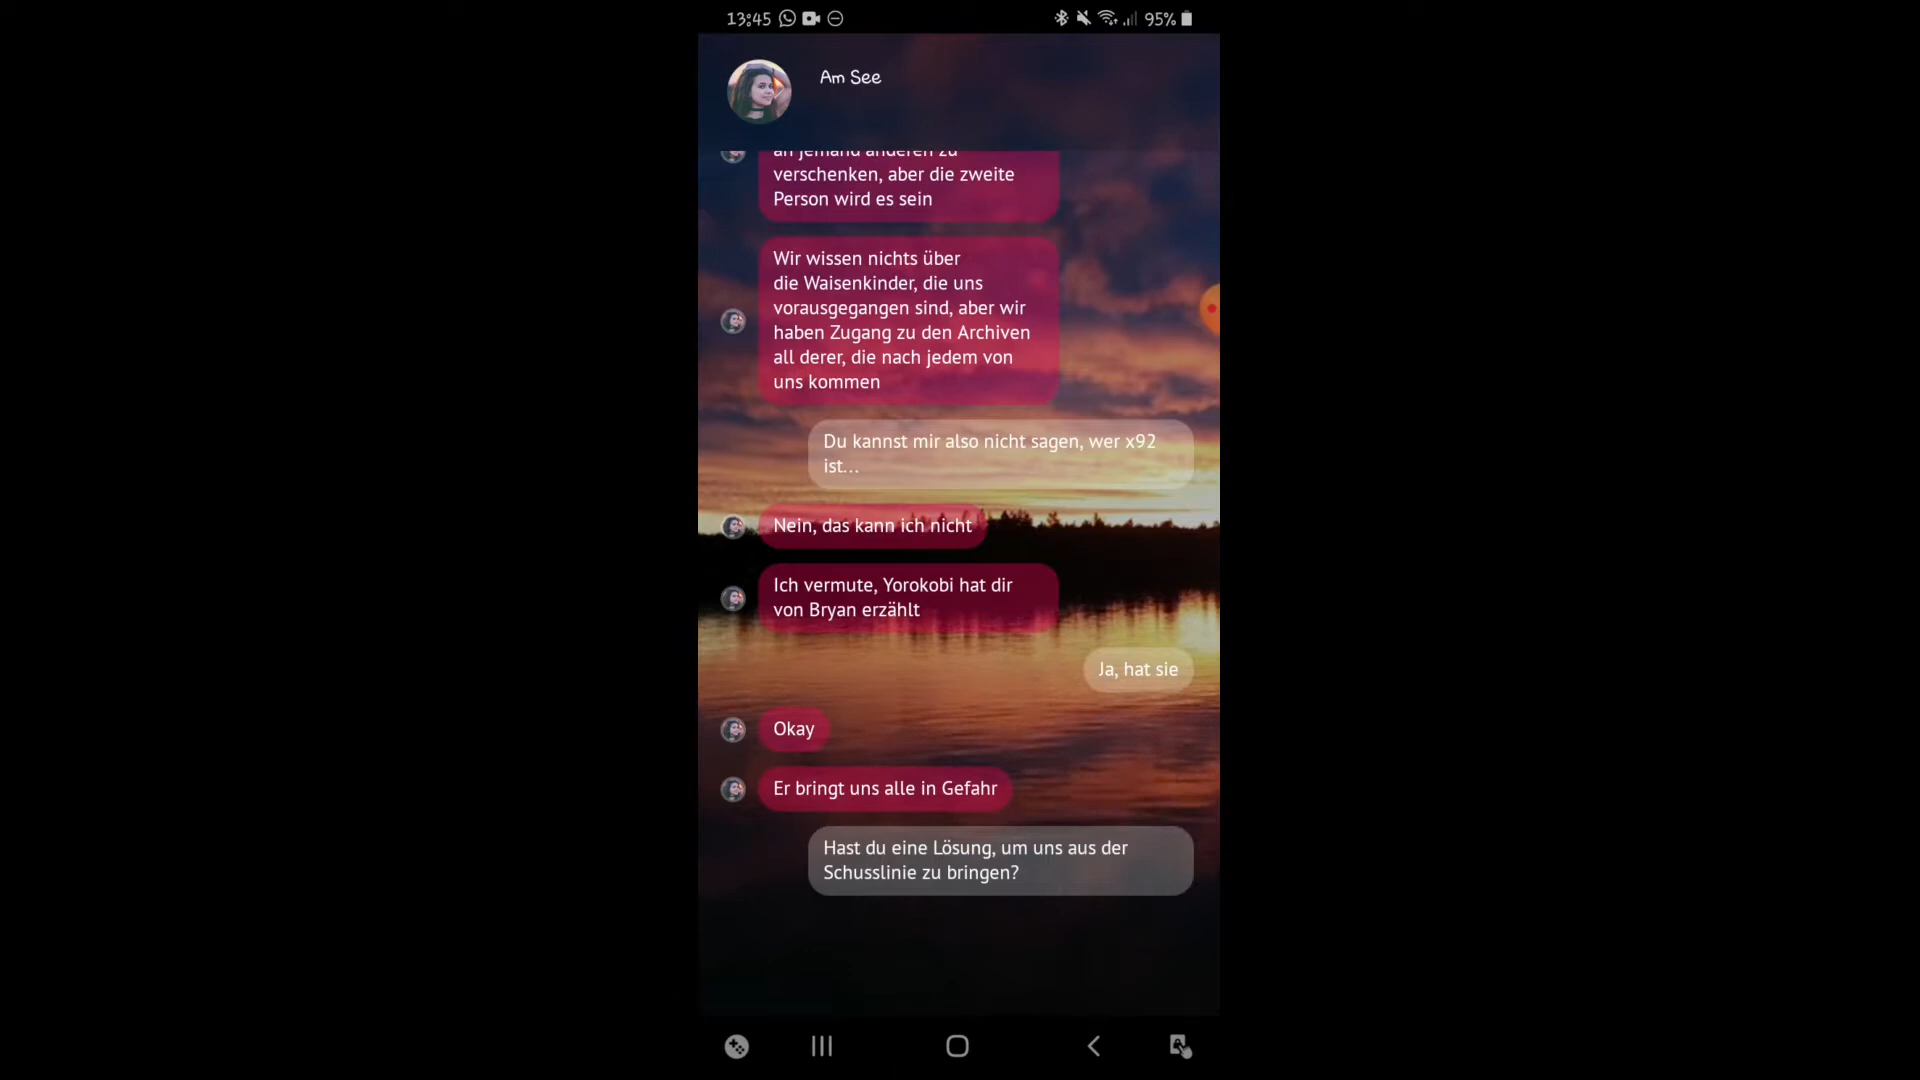 13:45
95%
Am See
an jemand anderen zu
verschenken, aber die zweite
Person wird es sein
Wir wissen nichts über
die Waisenkinder, die uns
vorausgegangen sind, aber wir
haben Zugang zu den Archiven
all derer, die nach jedem von
uns kommen
Du kannst mir also nicht sagen, wer x92
ist...
Nein, das kann ich nicht
Ich vermute, Yorokobi hat dir
von Bryan erzählt
Ja, hat sie
Okay
Er bringt uns alle in Gefahr
Hast du eine Lösung, um uns aus der
Schusslinie zu bringen?